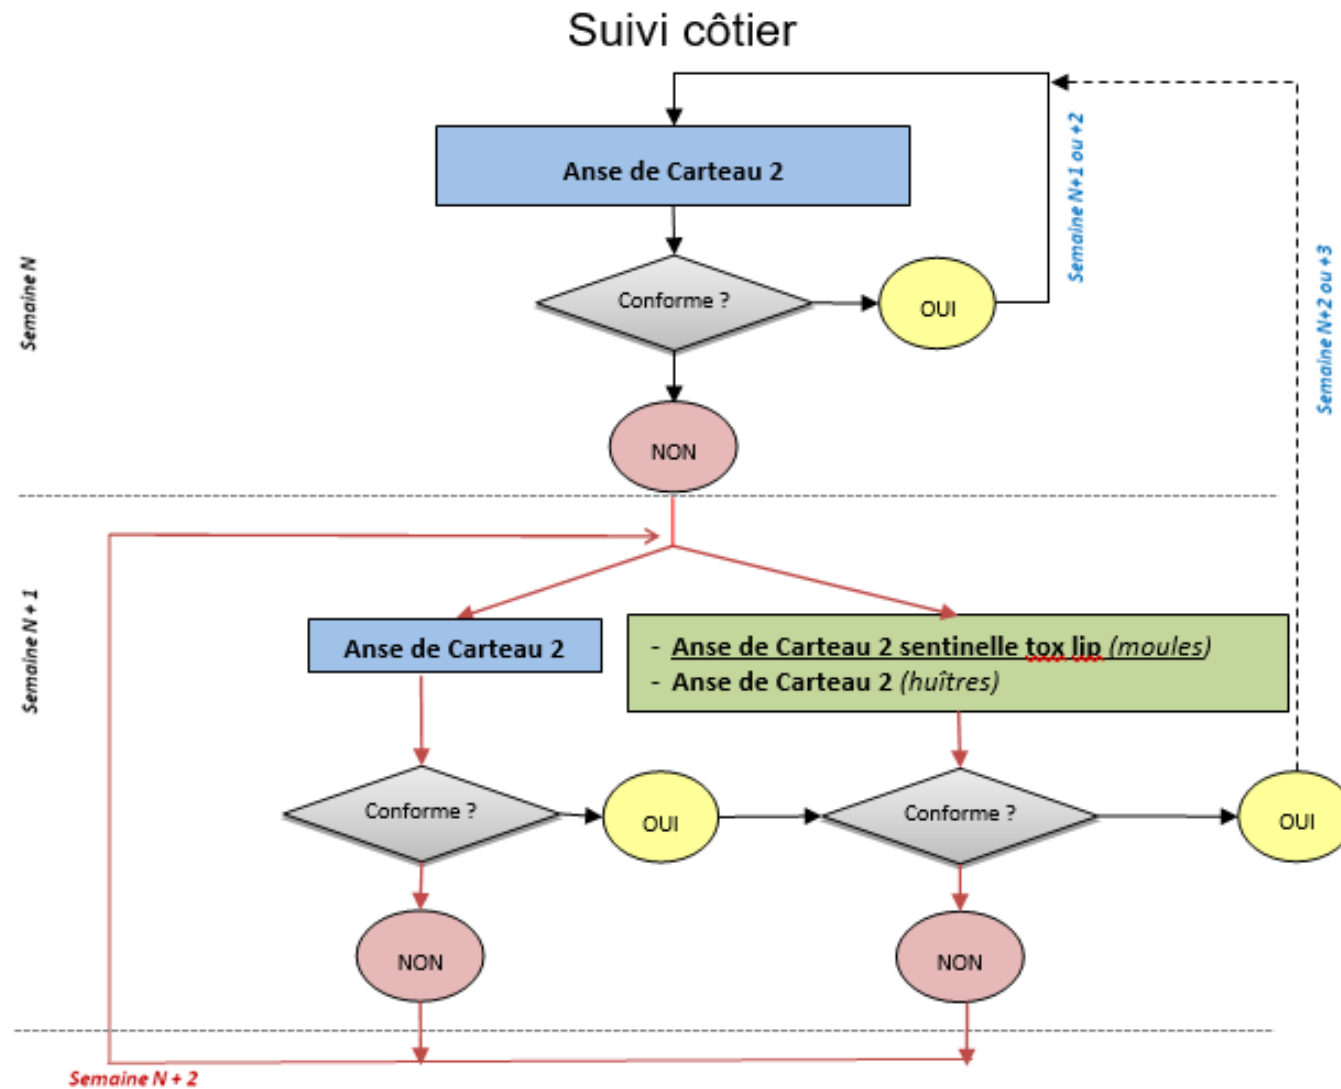 Suivi côtier
Anse de Carteau 2
Semaine N+1 ou +2
Semaine N
Conforme ?
OUI
Semaine N+2 ou +3
NON
Semaine N + 1
Anse de Carteau 2
- Anse de Carteau 2 sentinelle tox lip (moules)
- Anse de Carteau 2 (huîtres)
Conforme ?
OUI
Conforme ?
OUI
NON
NON
Semaine N + 2